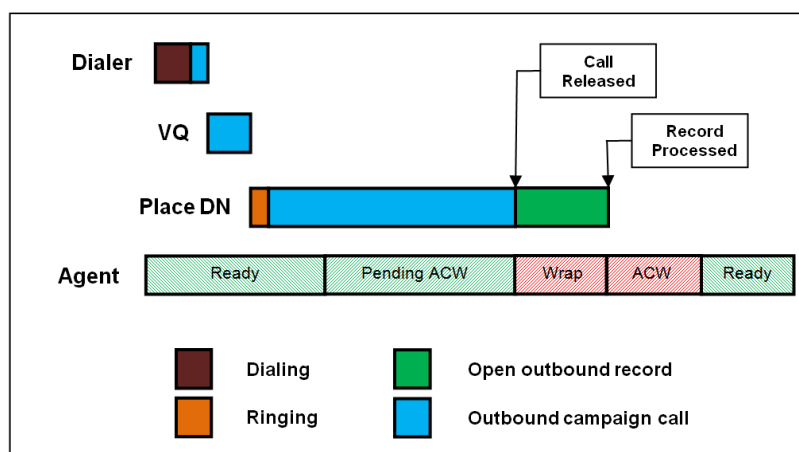 Dialer
Call
Released
VQ
Record
Processed
Place DN
Agent
Ready
Pending ACW
Wrap
ACW
Ready
Dialing
Open outbound record
Ringing
Outbound campaign call